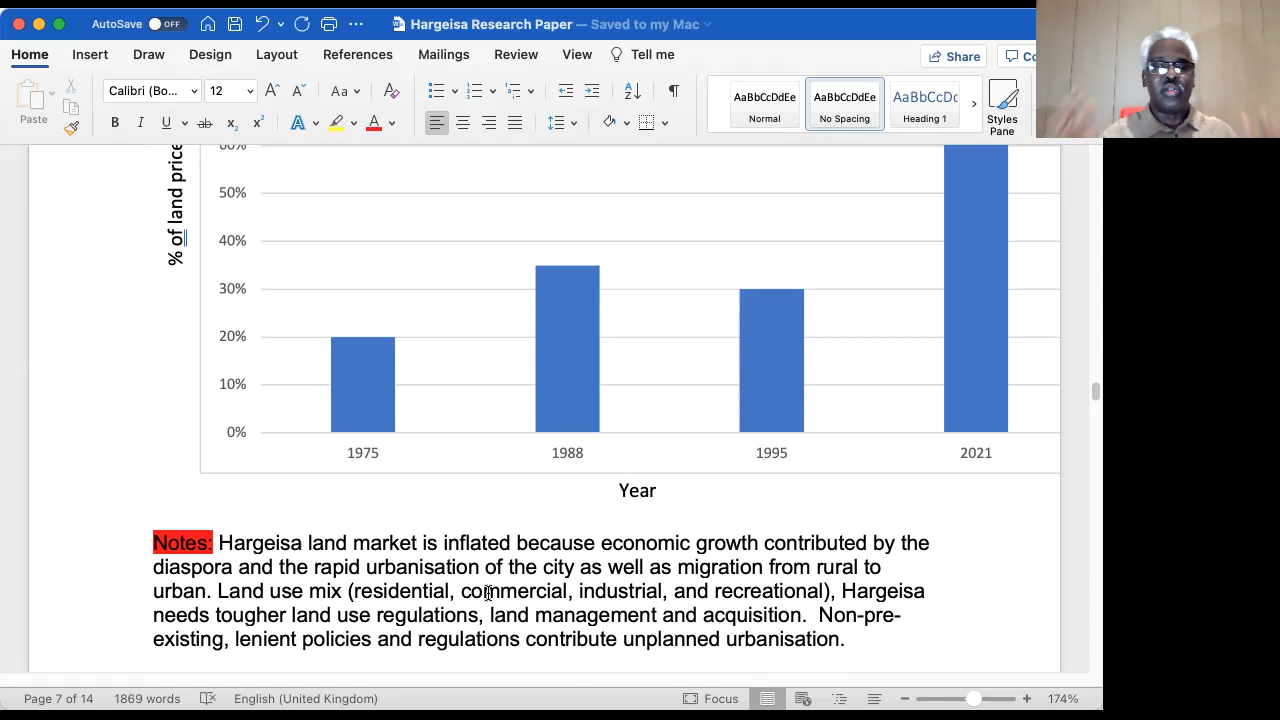 AutoSave OFF
Hargeisa Research Paper — Saved to my Mac
Home Insert Draw Design Layout References Mailings Review View Tell me
Share
Paste
Calibri (Bo... 12
Aa
B I U ab x2 x2 A A
AaBbCcDdEe AaBbCcDdEe AaBbCcDc
Normal No Spacing Heading 1
Styles Pane
% of land price
60%
50%
40%
30%
20%
10%
0%
1975 1988 1995 2021
Year
Notes: Hargeisa land market is inflated because economic growth contributed by the
diaspora and the rapid urbanisation of the city as well as migration from rural to
urban. Land use mix (residential, commercial, industrial, and recreational), Hargeisa
needs tougher land use regulations, land management and acquisition.  Non-pre-
existing, lenient policies and regulations contribute unplanned urbanisation.
Page 7 of 14 1869 words English (United Kingdom) Focus 174%